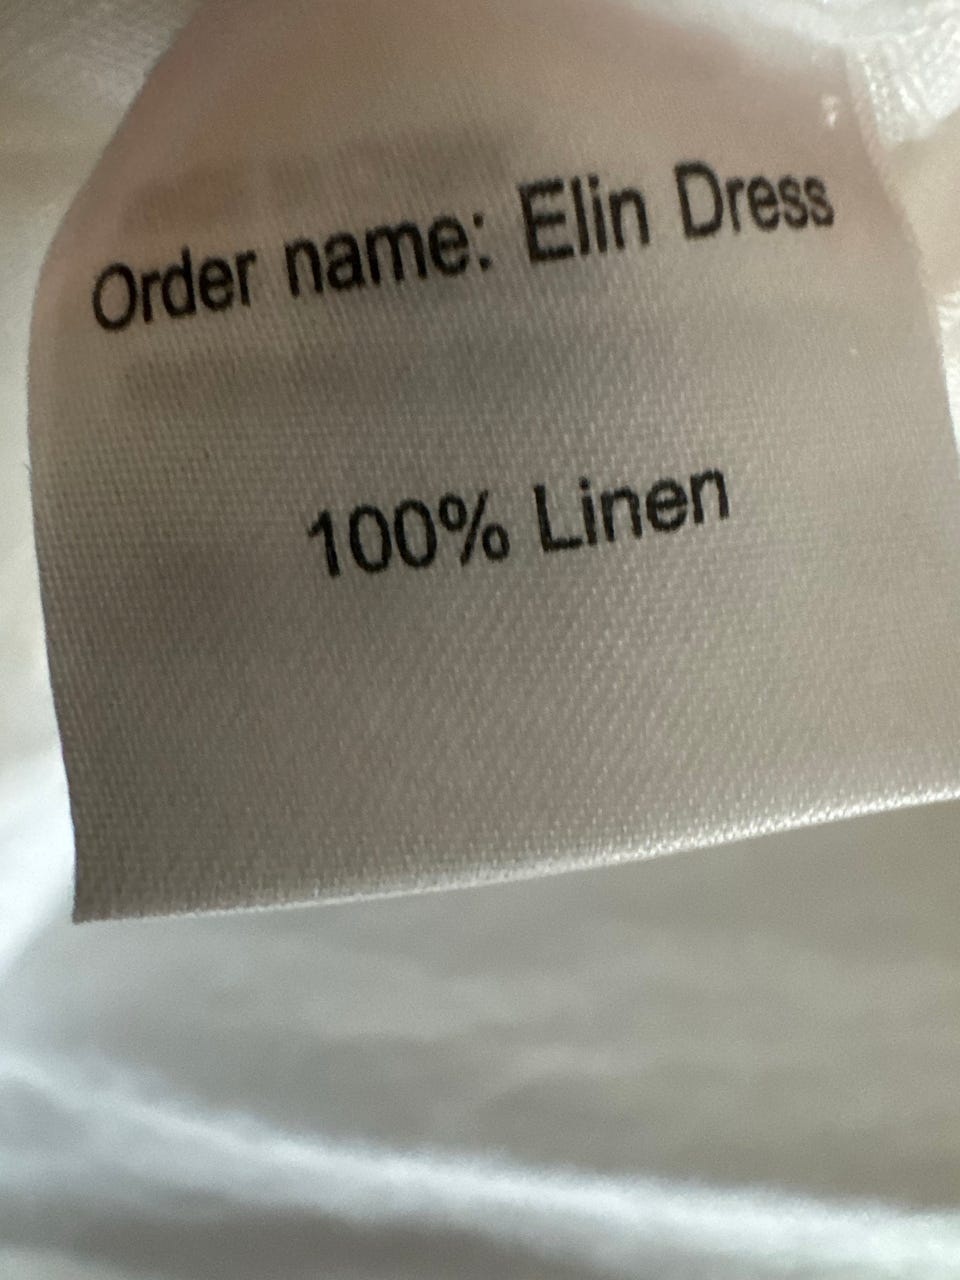 Order name: Elin Dress
100% Linen